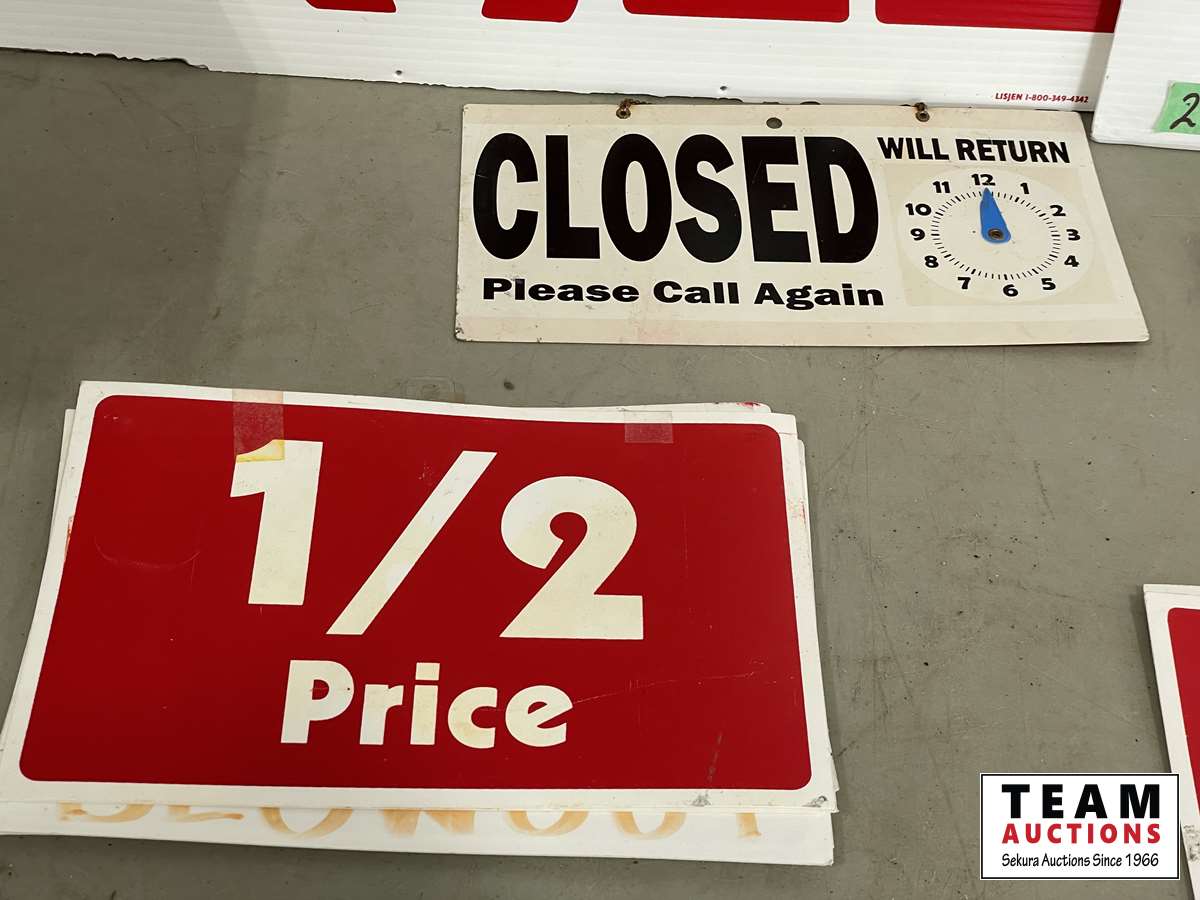 LISJEN 1-800-349-4342
2
CLOSED
WILL RETURN
12
11 1
10 2
9 3
8 4
7 6 5
Please Call Again
1/2
Price
BLOWOUT
TEAM
AUCTIONS
Sekura Auctions Since 1966